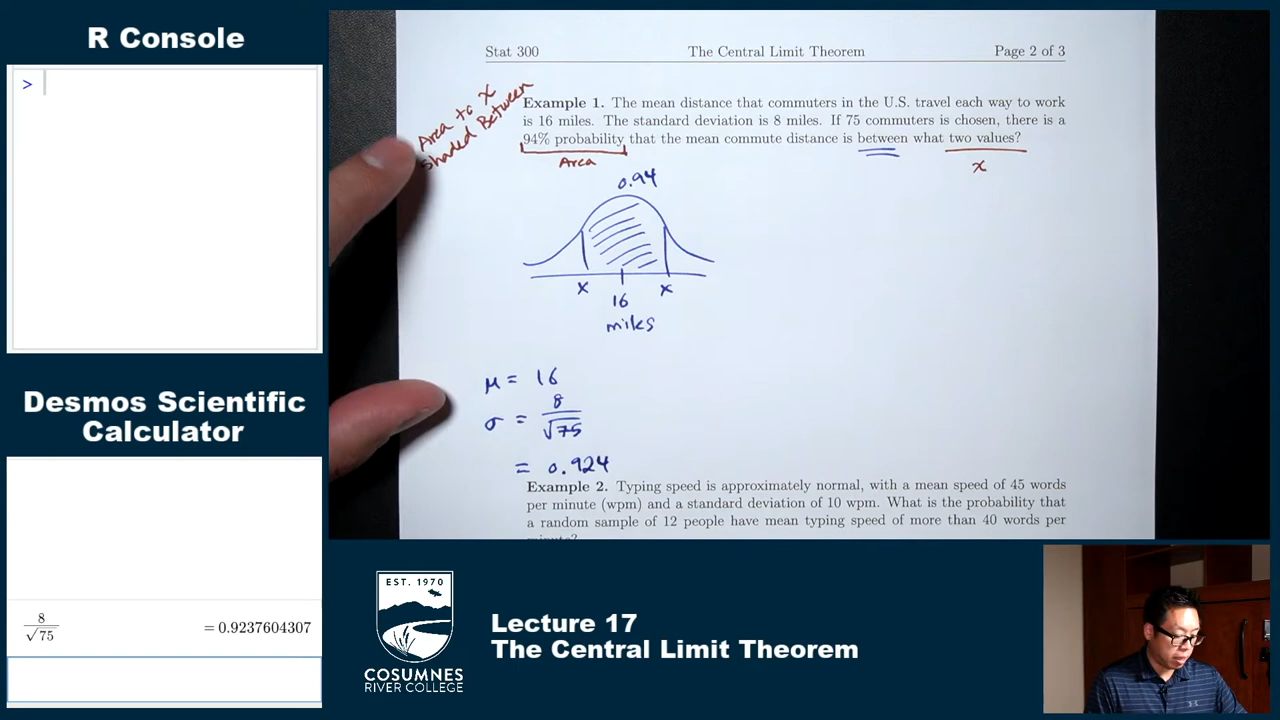 R Console
>
Desmos Scientific
Calculator
8
√75
= 0.9237604307
Stat 300
The Central Limit Theorem
Page 2 of 3
Area to x
Shaded Between
Example 1. The mean distance that commuters in the U.S. travel each way to work
is 16 miles. The standard deviation is 8 miles. If 75 commuters is chosen, there is a
94% probability that the mean commute distance is between what two values?
Area
x
0.94
x
16
x
miles
μ = 16
σ = 8
√75
= 0.924
Example 2. Typing speed is approximately normal, with a mean speed of 45 words
per minute (wpm) and a standard deviation of 10 wpm. What is the probability that
a random sample of 12 people have mean typing speed of more than 40 words per
minute?
EST. 1970
COSUMNES
RIVER COLLEGE
Lecture 17
The Central Limit Theorem